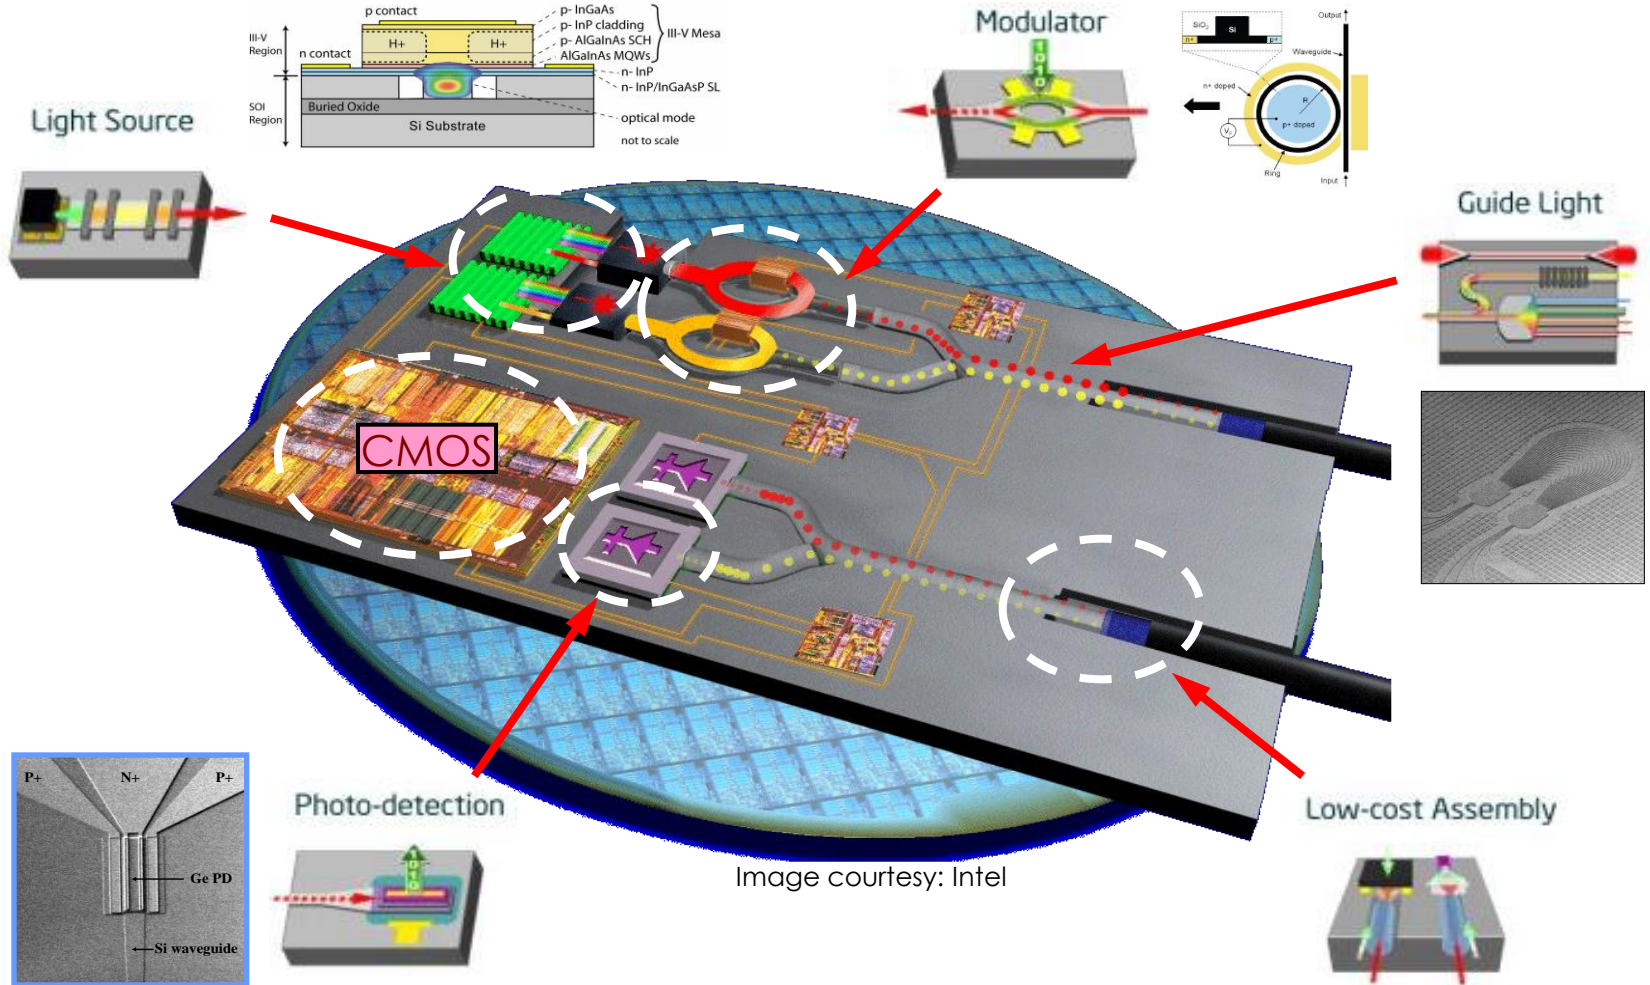 p contact
p- InGaAs
p- InP cladding
p- AlGaInAs SCH
AlGaInAs MQWs
III-V Mesa
III-V
Region
H+
H+
n contact
n- InP
n- InP/InGaAsP SL
SOI
Region
Buried Oxide
optical mode
Si Substrate
not to scale
Light Source
Modulator
1010
SiO2
Si
n+
p+
Output
Waveguide
n+ doped
R
p+ doped
Ring
Input
Guide Light
CMOS
P+
N+
P+
Ge PD
Si waveguide
Photo-detection
1010
Low-cost Assembly
Image courtesy: Intel